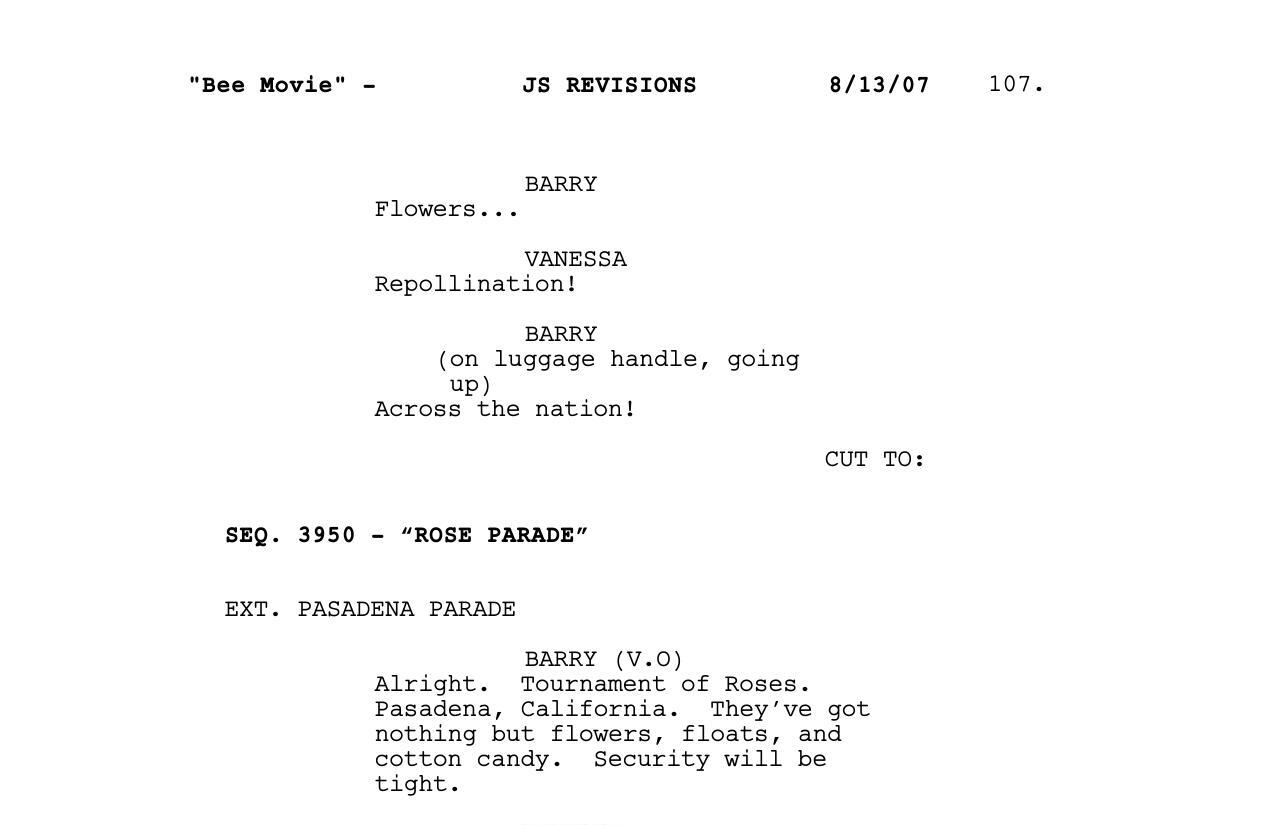 "Bee Movie" - JS REVISIONS 8/13/07 107.
BARRY
Flowers...
VANESSA
Repollination!
BARRY
(on luggage handle, going
up)
Across the nation!
CUT TO:
SEQ. 3950 - “ROSE PARADE”
EXT. PASADENA PARADE
BARRY (V.O)
Alright. Tournament of Roses.
Pasadena, California. They’ve got
nothing but flowers, floats, and
cotton candy. Security will be
tight.